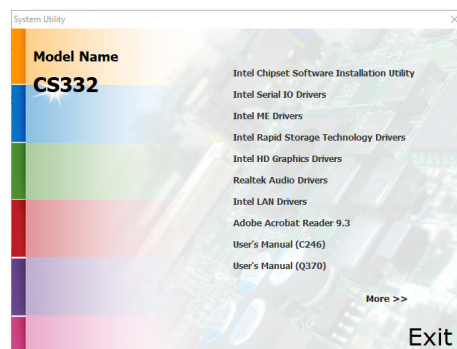 System Utility
Model Name
CS332
Intel Chipset Software Installation Utility
Intel Serial IO Drivers
Intel ME Drivers
Intel Rapid Storage Technology Drivers
Intel HD Graphics Drivers
Realtek Audio Drivers
Intel LAN Drivers
Adobe Acrobat Reader 9.3
User's Manual (C246)
User's Manual (Q370)
More >>
Exit